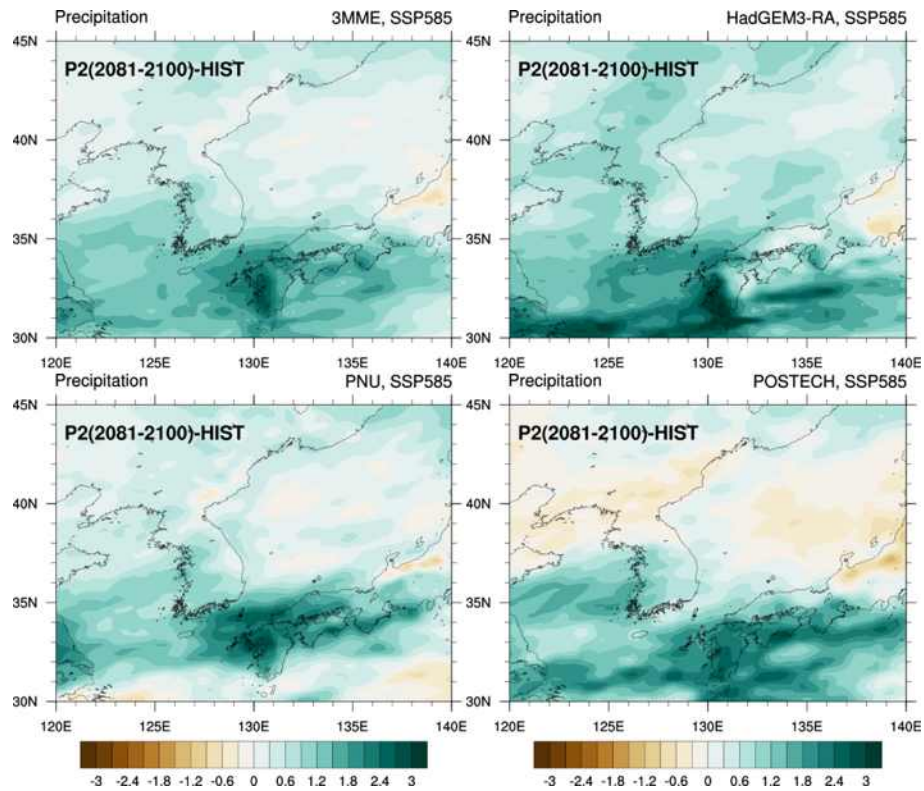 Precipitation 3MME, SSP585
P2(2081-2100)-HIST
45N
40N
35N
30N
120E 125E 130E 135E 140E
Precipitation HadGEM3-RA, SSP585
P2(2081-2100)-HIST
45N
40N
35N
30N
120E 125E 130E 135E 140E
Precipitation PNU, SSP585
P2(2081-2100)-HIST
45N
40N
35N
30N
120E 125E 130E 135E 140E
Precipitation POSTECH, SSP585
P2(2081-2100)-HIST
45N
40N
35N
30N
120E 125E 130E 135E 140E
-3 -2.4 -1.8 -1.2 -0.6 0 0.6 1.2 1.8 2.4 3
-3 -2.4 -1.8 -1.2 -0.6 0 0.6 1.2 1.8 2.4 3